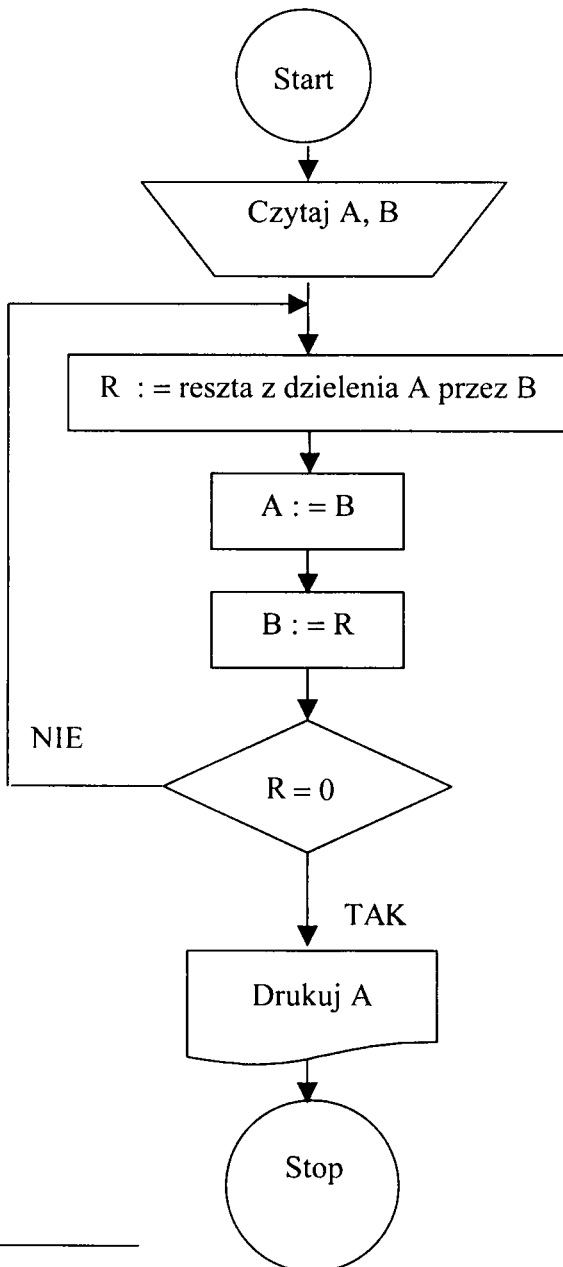 Start
Czytaj A, B
R : = reszta z dzielenia A przez B
A : = B
B : = R
NIE
R = 0
TAK
Drukuj A
Stop